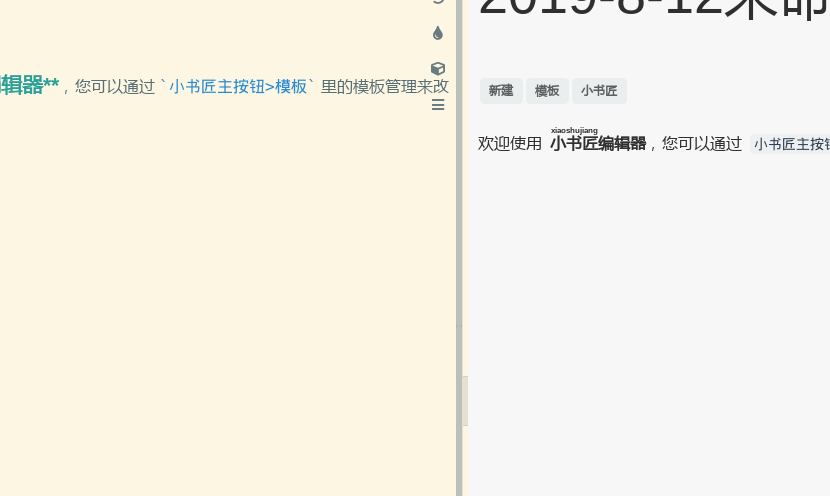 编辑器**，您可以通过 `小书匠主按钮>模板` 里的模板管理来改
2019-8-12未命
新建 模板 小书匠
xiaoshujiang
欢迎使用 小书匠编辑器，您可以通过 小书匠主按钮